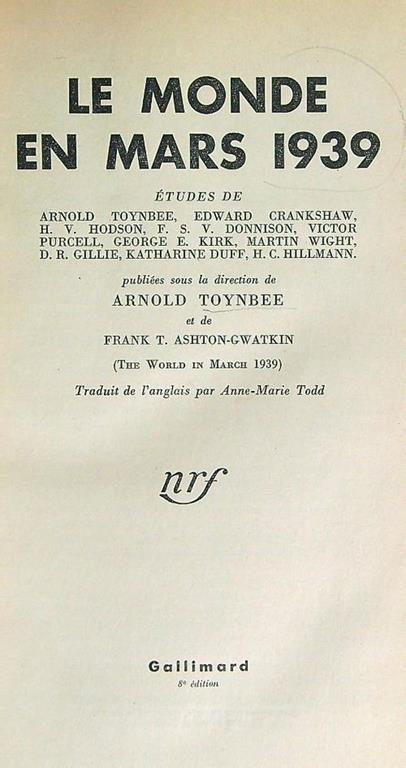 LE MONDE
EN MARS 1939
ÉTUDES DE
ARNOLD TOYNBEE, EDWARD CRANKSHAW,
H. V. HODSON, F. S. V. DONNISON, VICTOR
PURCELL, GEORGE E. KIRK, MARTIN WIGHT,
D. R. GILLIE, KATHARINE DUFF, H. C. HILLMANN.
publiées sous la direction de
ARNOLD TOYNBEE
et de
FRANK T. ASHTON-GWATKIN
(THE WORLD IN MARCH 1939)
Traduit de l'anglais par Anne-Marie Todd
nrf
Gallimard
8e édition